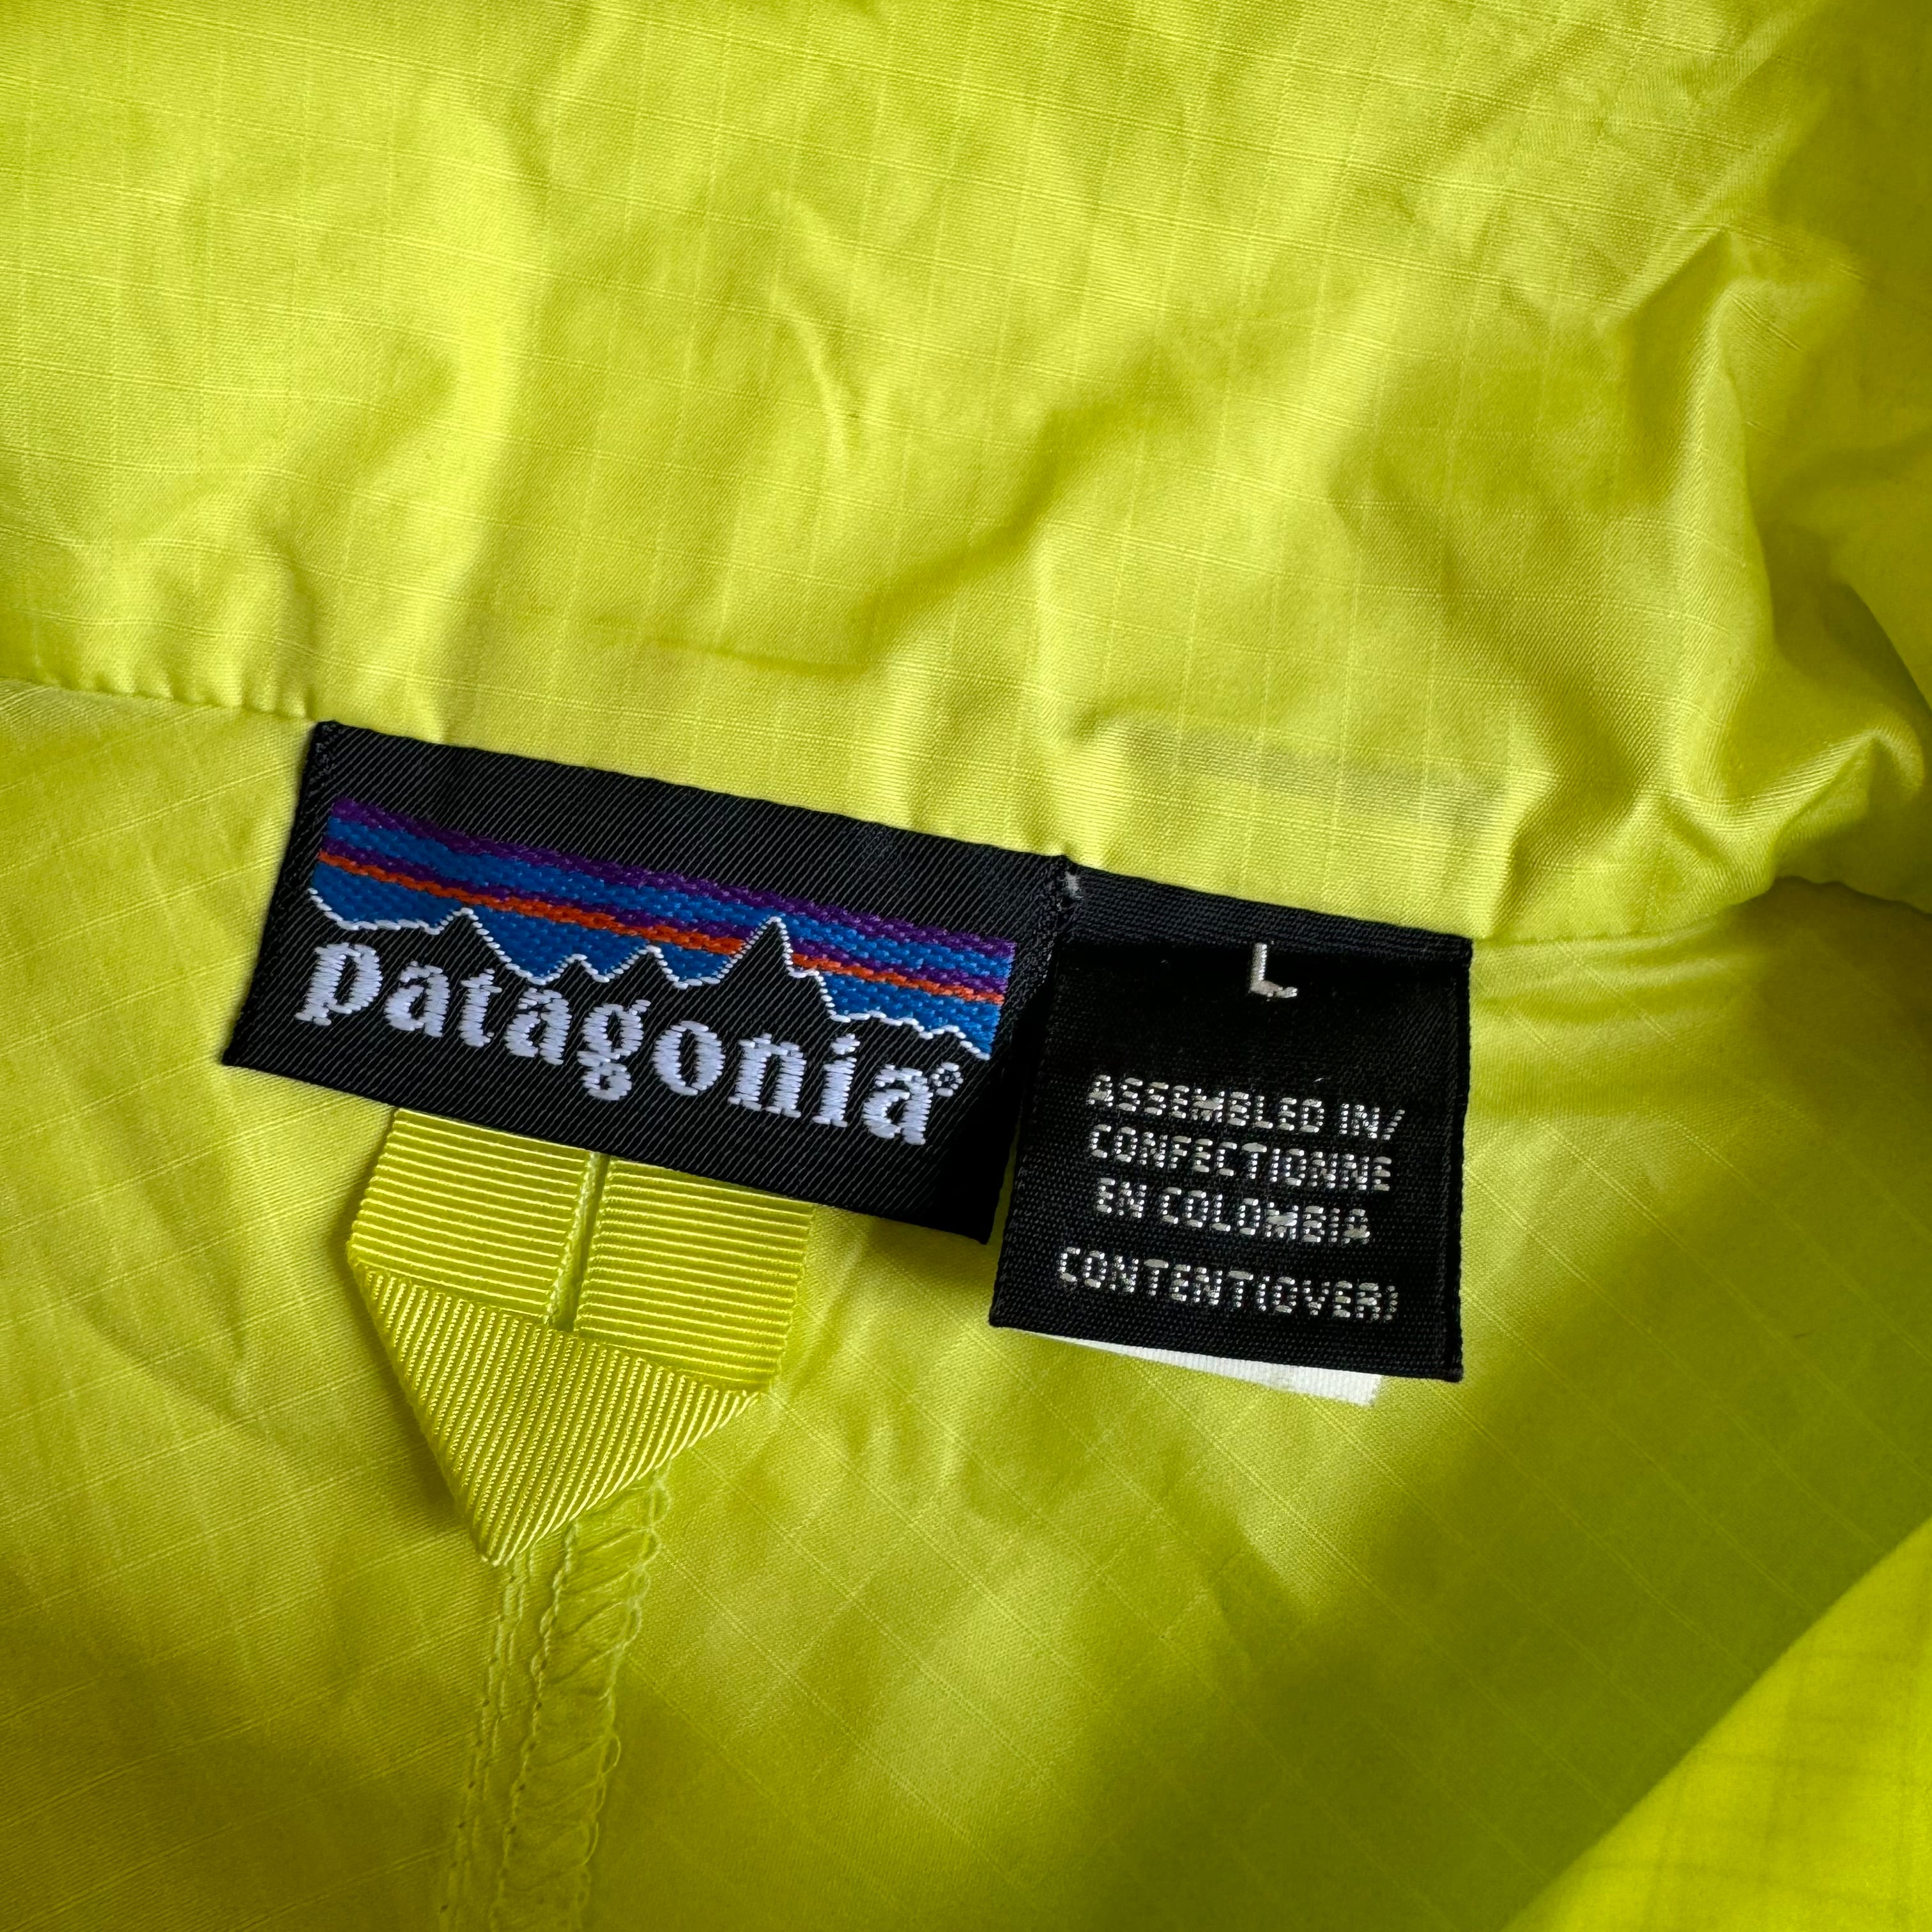 patagonia®
L
ASSEMBLED IN/
CONFECTIONNE
EN COLOMBIA
CONTENT(OVER)